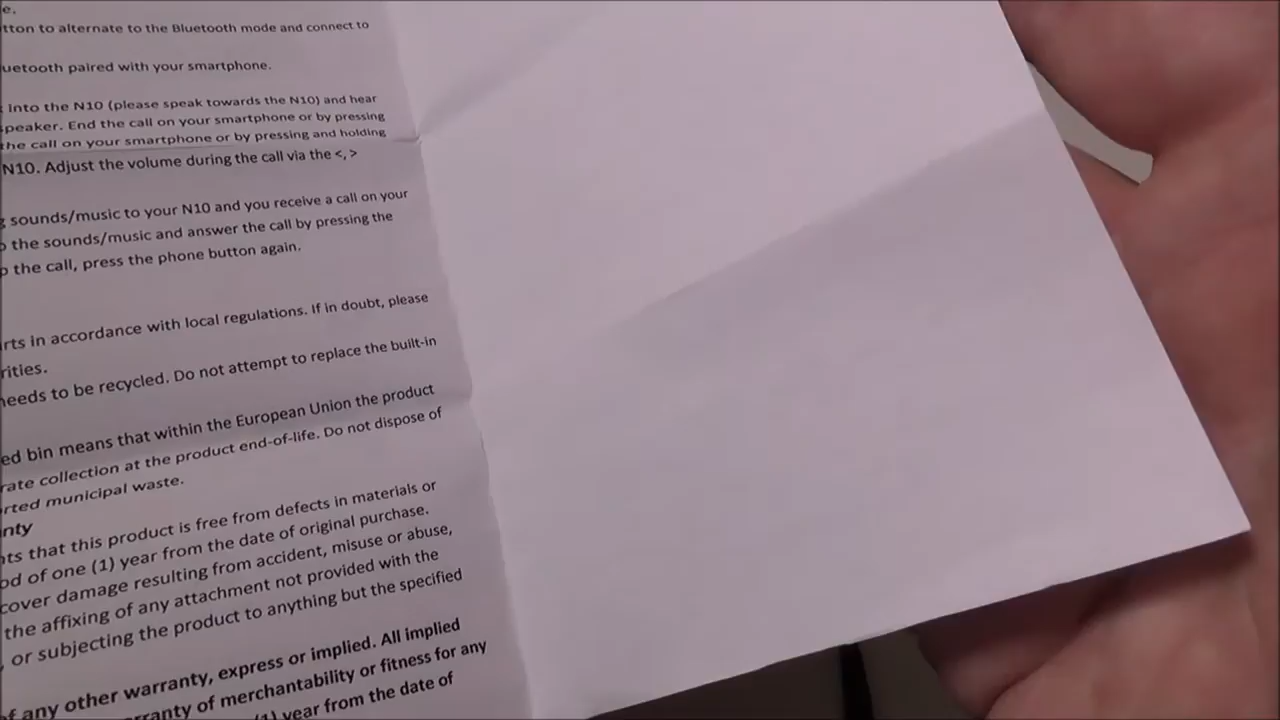 e.
tton to alternate to the Bluetooth mode and connect to
uetooth paired with your smartphone.
into the N10 (please speak towards the N10) and hear
speaker. End the call on your smartphone or by pressing
the call on your smartphone or by pressing and holding
N10. Adjust the volume during the call via the <, >
g sounds/music to your N10 and you receive a call on your
p the sounds/music and answer the call by pressing the
p the call, press the phone button again.
rts in accordance with local regulations. If in doubt, please
rities.
needs to be recycled. Do not attempt to replace the built-in
ed bin means that within the European Union the product
rate collection at the product end-of-life. Do not dispose of
rted municipal waste.
nty
nts that this product is free from defects in materials or
od of one (1) year from the date of original purchase.
cover damage resulting from accident, misuse or abuse,
the affixing of any attachment not provided with the
, or subjecting the product to anything but the specified
of any other warranty, express or implied. All implied
rranty of merchantability or fitness for any
(1) year from the date of